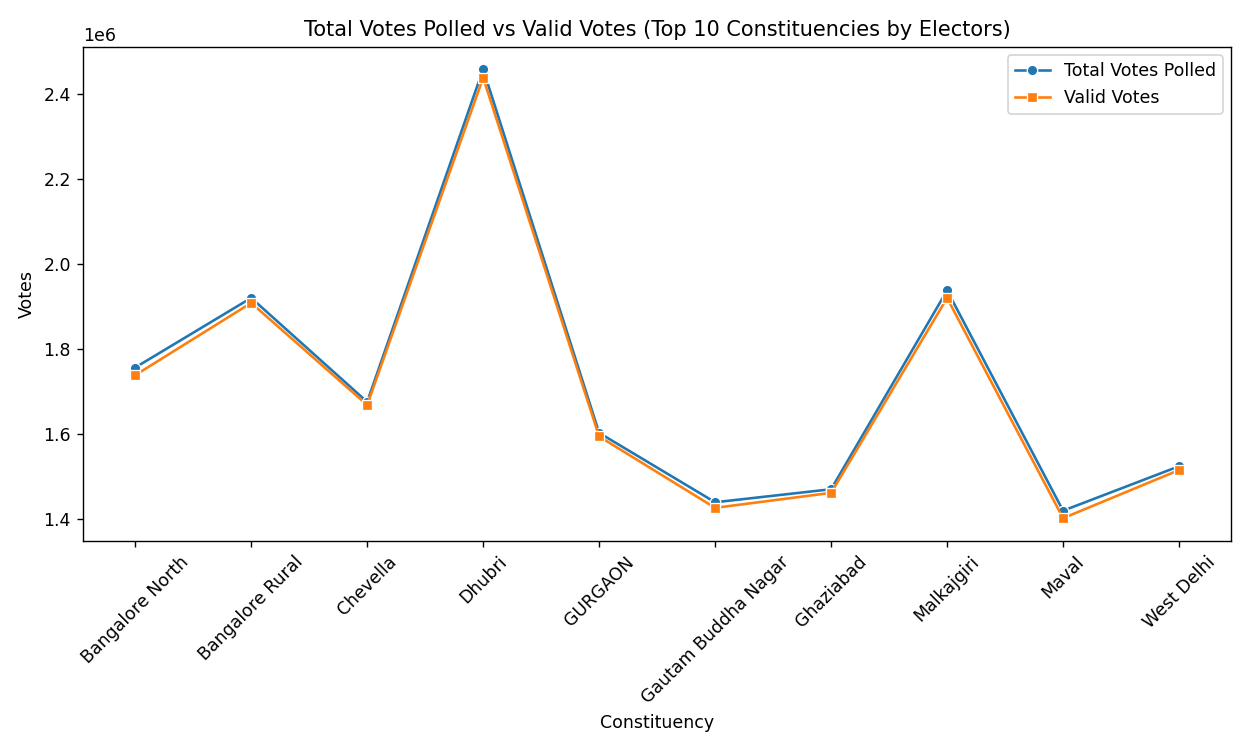 Total Votes Polled vs Valid Votes (Top 10 Constituencies by Electors)
1e6
Total Votes Polled
Valid Votes
2.4
2.2
2.0
1.8
1.6
1.4
Votes
Bangalore North
Bangalore Rural
Chevella
Dhubri
GURGAON
Gautam Buddha Nagar
Ghaziabad
Malkajgiri
Maval
West Delhi
Constituency